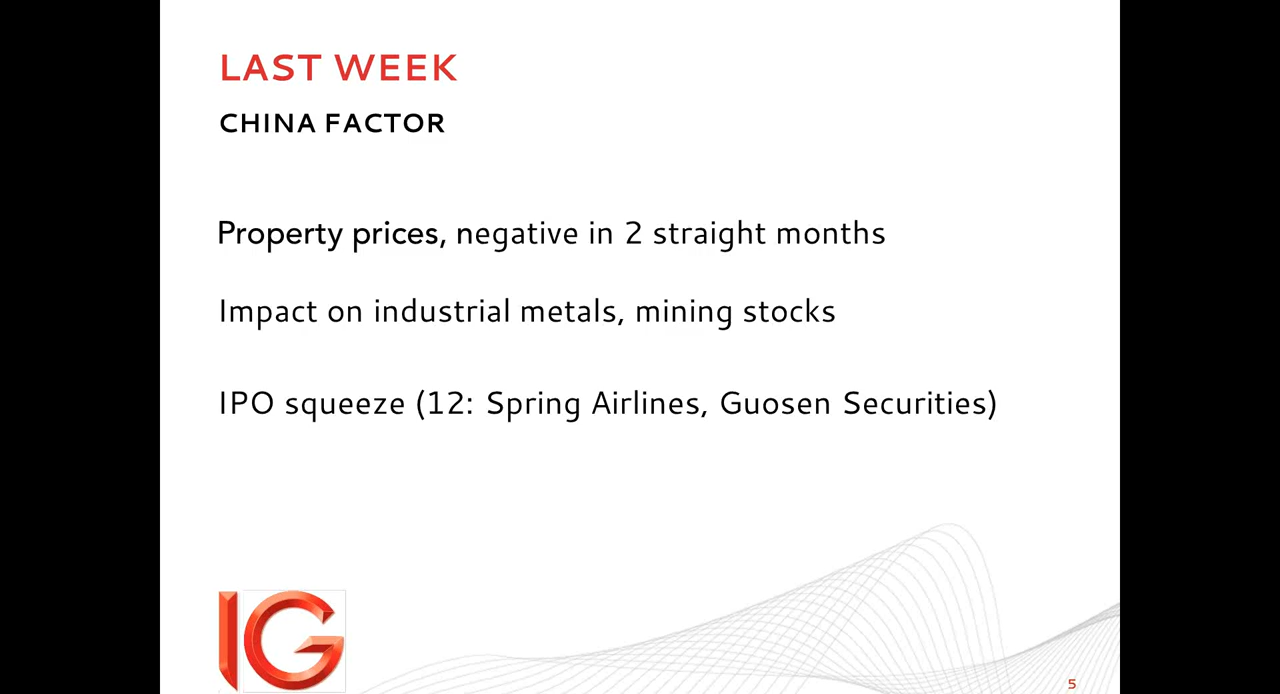 LAST WEEK
CHINA FACTOR
Property prices, negative in 2 straight months
Impact on industrial metals, mining stocks
IPO squeeze (12: Spring Airlines, Guosen Securities)
IG
5